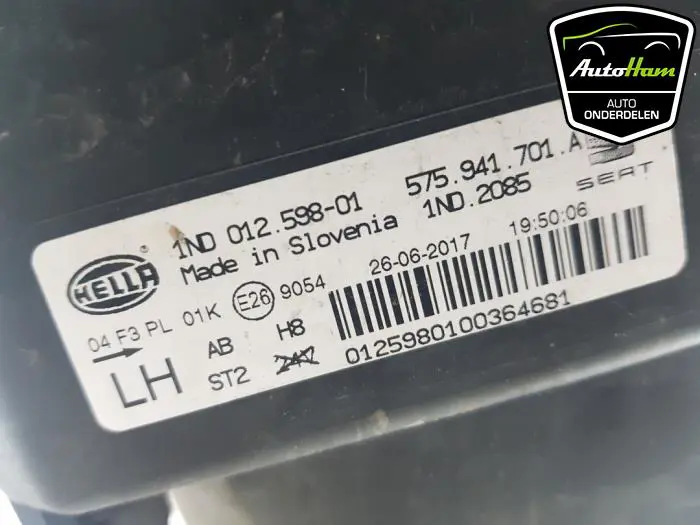 AutoHam
AUTO
ONDERDELEN
1ND 012.598-01 575.941.701.A
Made in Slovenia 1ND.2085
SEAT
HELLA
®
26-06-2017 19:50:06
04 F3 PL 01K E26 9054
LH AB H8
ST2 24V
0125980100364681